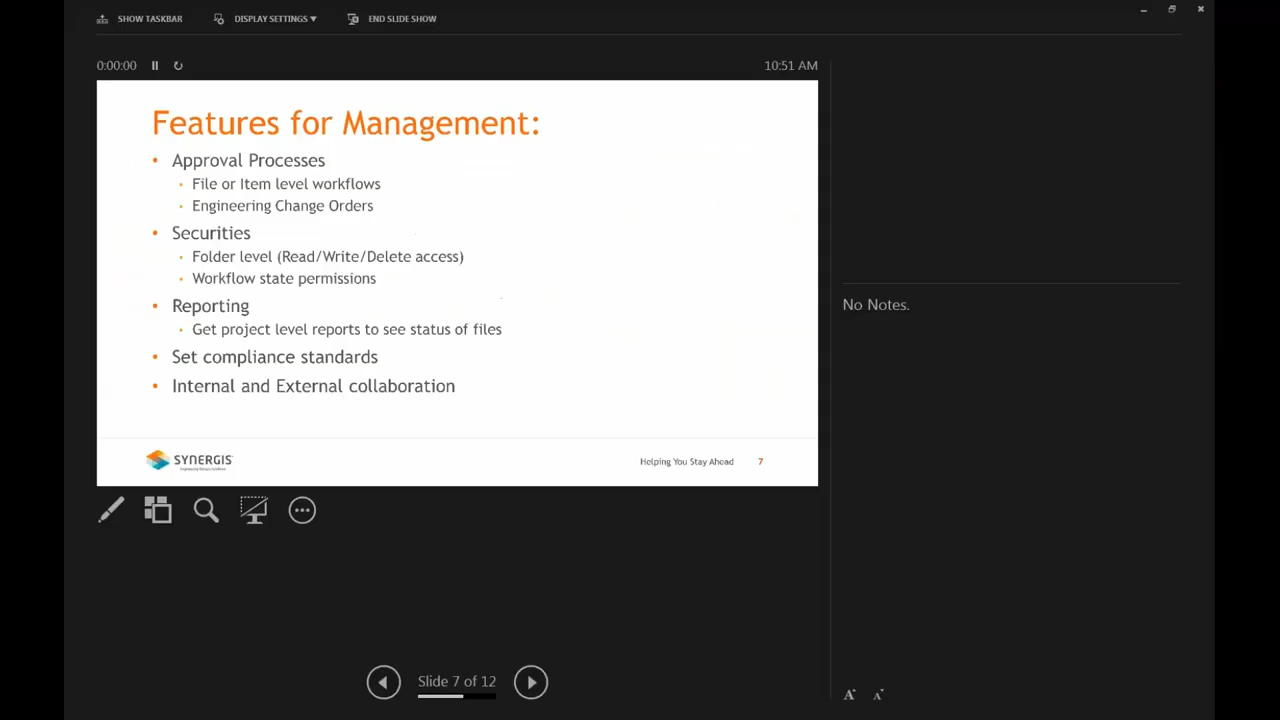 SHOW TASKBAR
DISPLAY SETTINGS ▼
END SLIDE SHOW
0:00:00
10:51 AM
Features for Management:
• Approval Processes
• File or Item level workflows
• Engineering Change Orders
• Securities
• Folder level (Read/Write/Delete access)
• Workflow state permissions
• Reporting
• Get project level reports to see status of files
• Set compliance standards
• Internal and External collaboration
SYNERGIS
Helping You Stay Ahead 7
No Notes.
Slide 7 of 12
A A